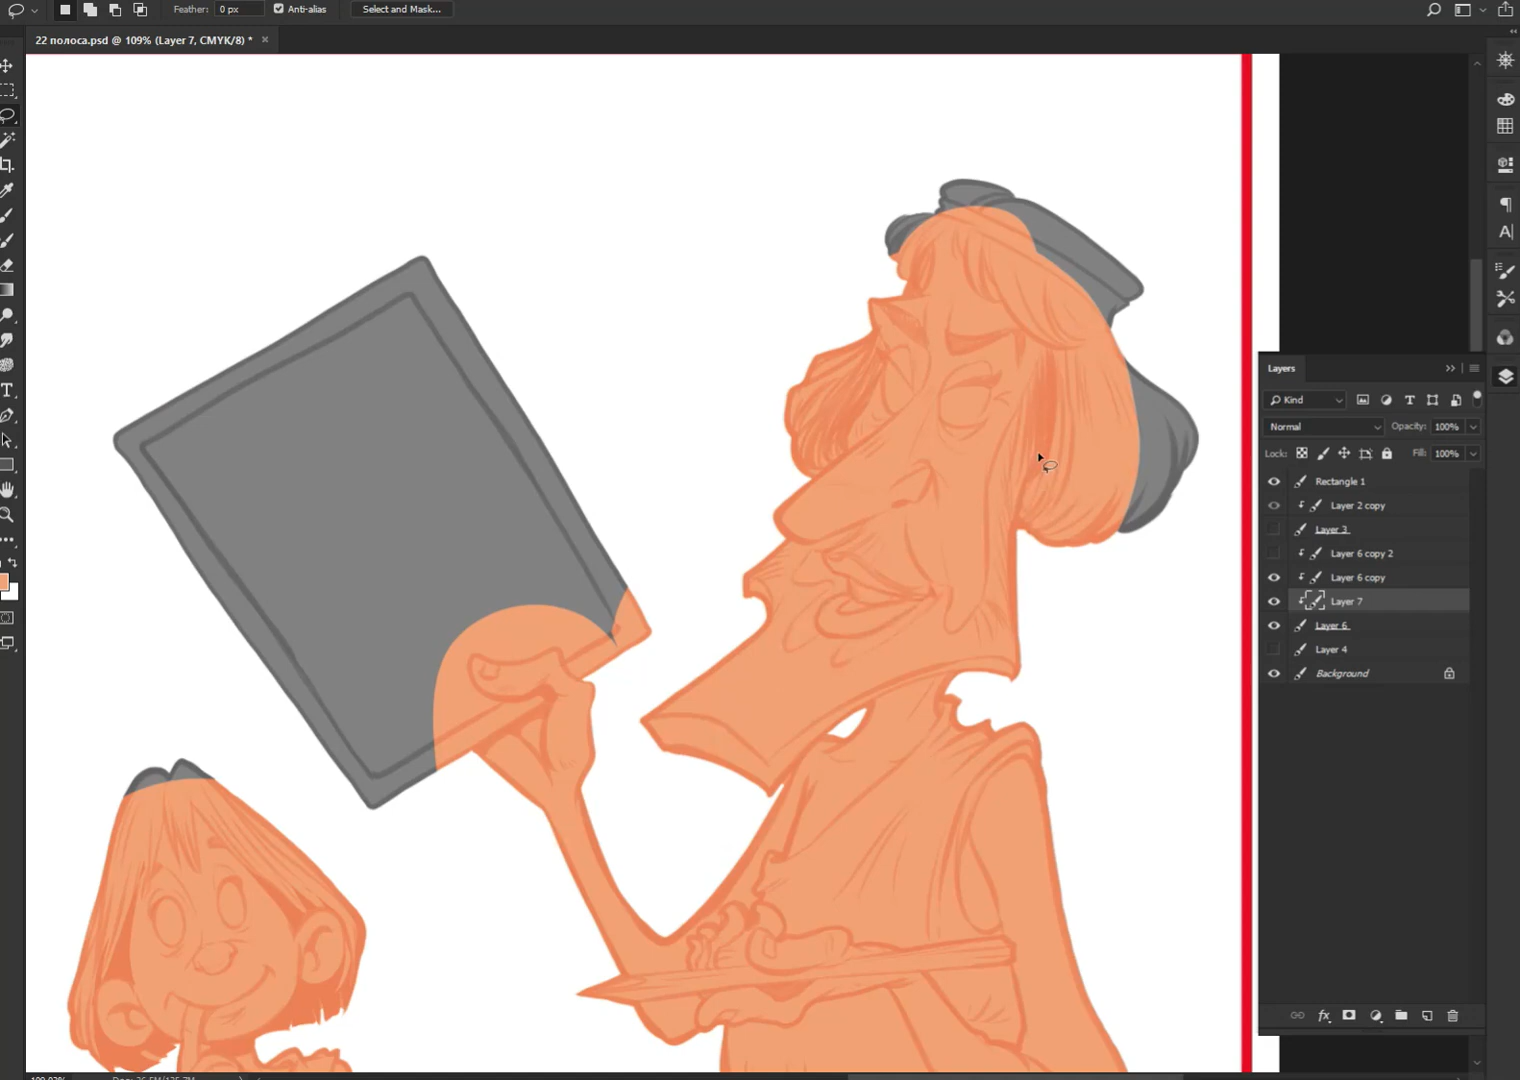 Feather: 0 px Anti-alias Select and Mask...
22 полоса.psd @ 109% (Layer 7, CMYK/8) * ×
Layers
Kind
Normal Opacity: 100%
Lock: Fill: 100%
Rectangle 1
Layer 2 copy
Layer 3
Layer 6 copy 2
Layer 6 copy
Layer 7
Layer 6
Layer 4
Background